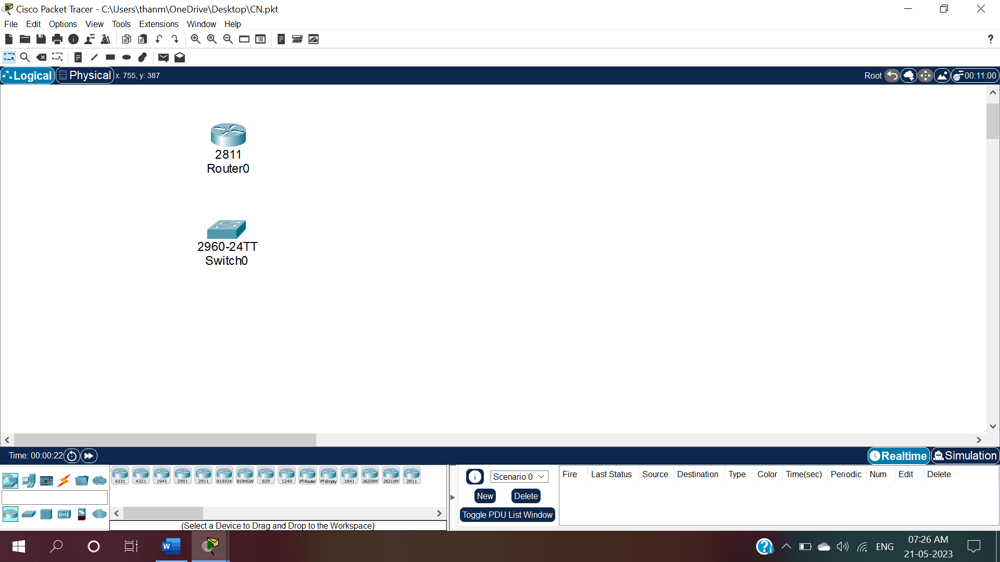 Cisco Packet Tracer - C:\Users\thanm\OneDrive\Desktop\CN.pkt
File Edit Options View Tools Extensions Window Help
?
Logical Physical x: 755, y: 387 Root 00:11:00
2811
Router0
2960-24TT
Switch0
Time: 00:00:22 Realtime Simulation
4331 4321 1941 2901 2911 819IOX 819HGW 829 1240 PT-Router PT-Empty 1841 2620XM 2621XM 2811
Scenario 0
New Delete
Toggle PDU List Window
Fire Last Status Source Destination Type Color Time(sec) Periodic Num Edit Delete
(Select a Device to Drag and Drop to the Workspace)
ENG
07:26 AM
21-05-2023